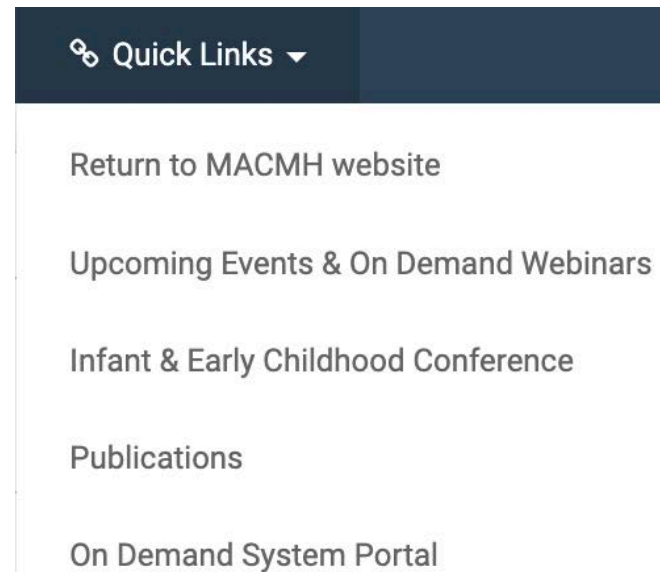 Quick Links
Return to MACMH website
Upcoming Events & On Demand Webinars
Infant & Early Childhood Conference
Publications
On Demand System Portal